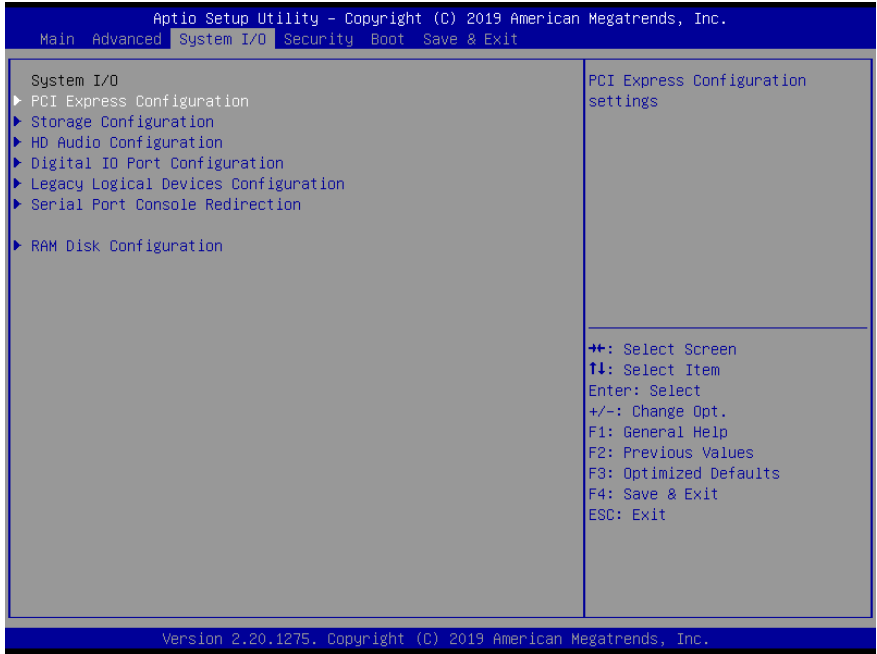 Aptio Setup Utility – Copyright (C) 2019 American Megatrends, Inc.
Main Advanced System I/O Security Boot Save & Exit
System I/O
PCI Express Configuration
Storage Configuration
HD Audio Configuration
Digital IO Port Configuration
Legacy Logical Devices Configuration
Serial Port Console Redirection
RAM Disk Configuration
PCI Express Configuration
settings
→←: Select Screen
↑↓: Select Item
Enter: Select
+/-: Change Opt.
F1: General Help
F2: Previous Values
F3: Optimized Defaults
F4: Save & Exit
ESC: Exit
Version 2.20.1275. Copyright (C) 2019 American Megatrends, Inc.